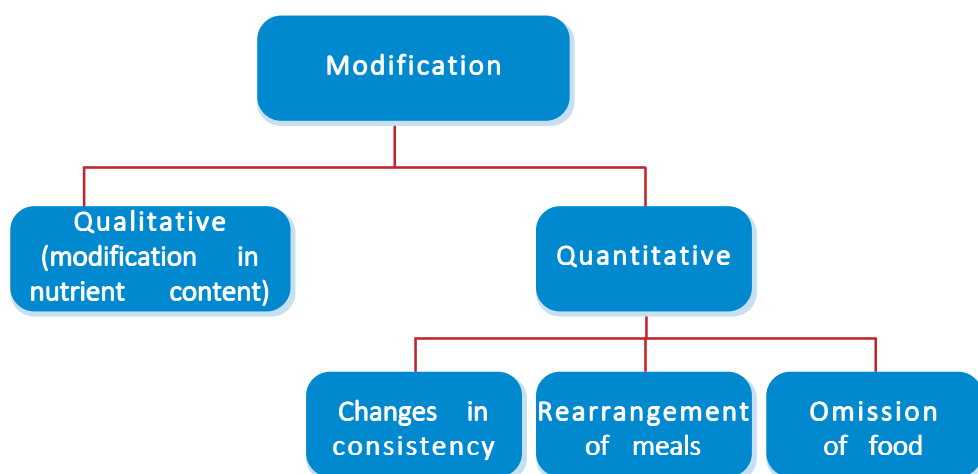 Modification
Qualitative
(modification in
nutrient content)
Quantitative
Changes in
consistency
Rearrangement
of meals
Omission
of food